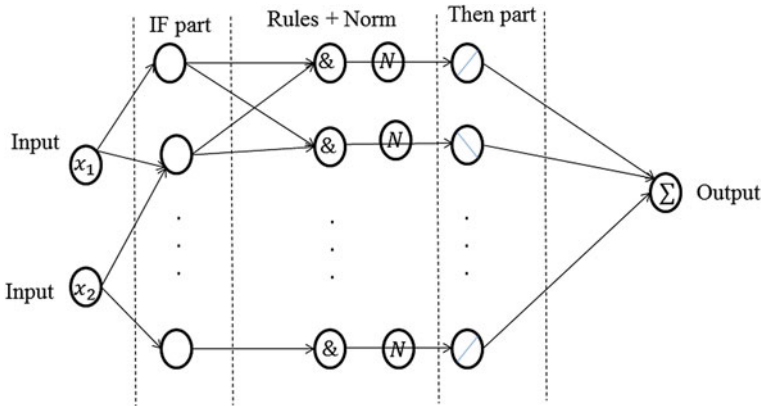 IF part
Rules + Norm
Then part
& N
Input
& N
x₁
Σ Output
Input
x₂
& N